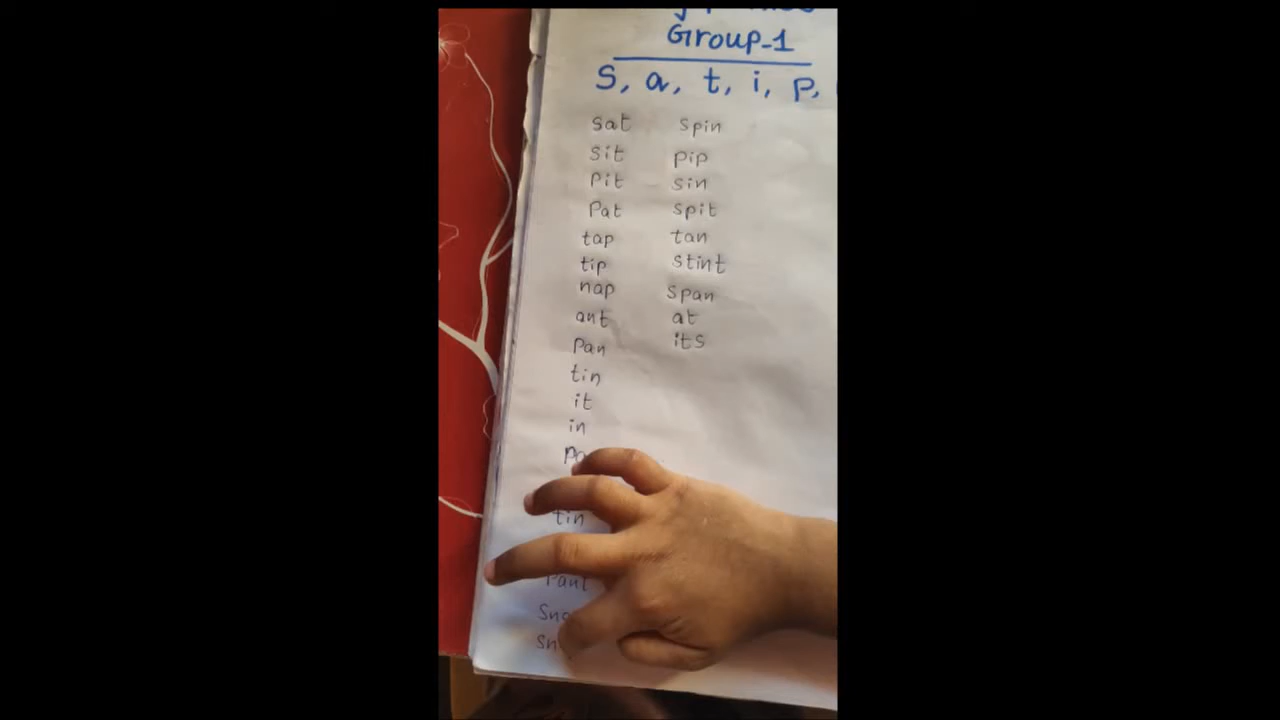 Group-1
S, a, t, i, p,
sat
sit
Pit
Pat
tap
tip
nap
ant
Pan
tin
it
in
tin
Pant
spin
pip
sin
spit
tan
stint
span
at
its